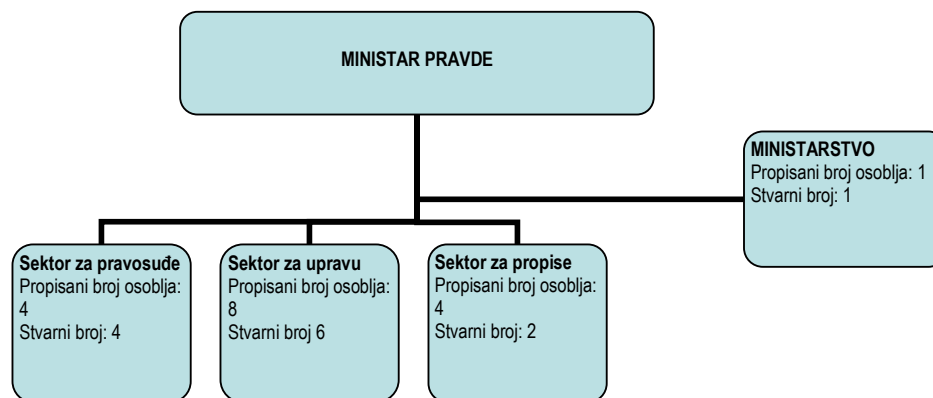 MINISTAR PRAVDE
MINISTARSTVO
Propisani broj osoblja: 1
Stvarni broj: 1
Sektor za pravosuđe
Propisani broj osoblja:
4
Stvarni broj: 4
Sektor za upravu
Propisani broj osoblja:
8
Stvarni broj 6
Sektor za propise
Propisani broj osoblja:
4
Stvarni broj: 2